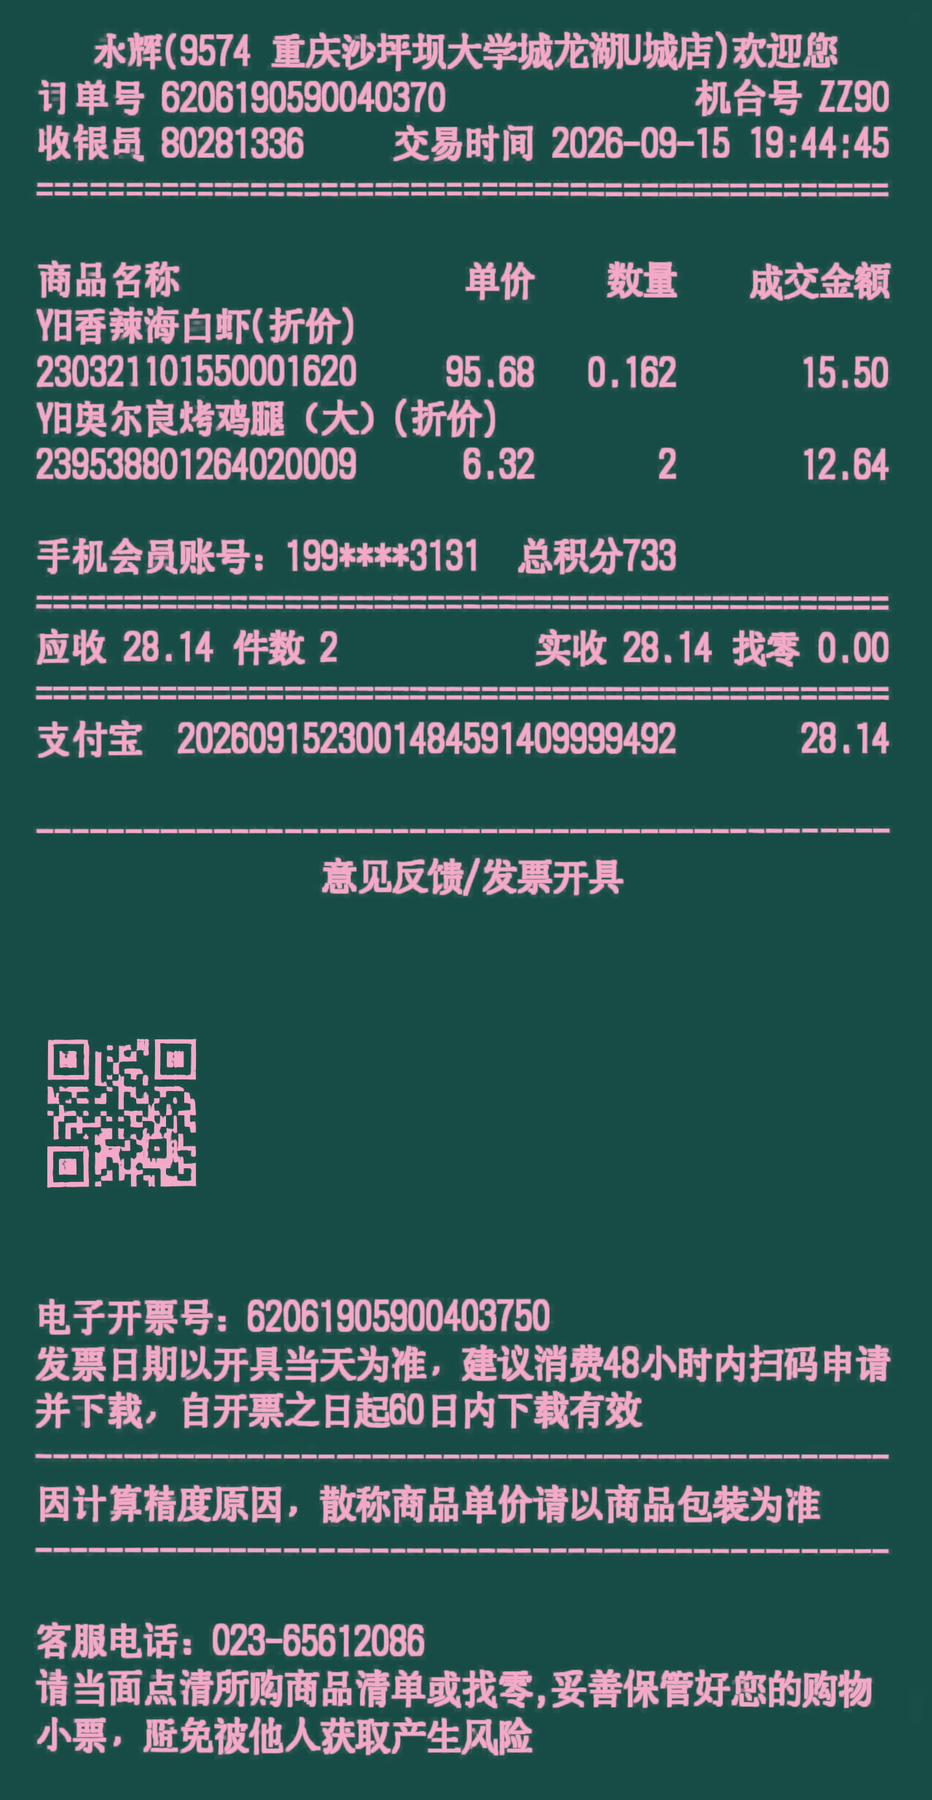 永辉(9574 重庆沙坪坝大学城龙湖U城店)欢迎您
订单号 6206190590040370 机台号 ZZ90
收银员 80281336 交易时间 2026-09-15 19:44:45
================================================
商品名称 单价 数量 成交金额
YH香辣海白虾(折价)
230321101550001620 95.68 0.162 15.50
YH奥尔良烤鸡腿（大）(折价)
239538801264020009 6.32 2 12.64
手机会员账号：199****3131 总积分733
================================================
应收 28.14 件数 2 实收 28.14 找零 0.00
================================================
支付宝 2026091523001484591409999492 28.14
------------------------------------------------
意见反馈/发票开具
电子开票号：62061905900403750
发票日期以开具当天为准，建议消费48小时内扫码申请
并下载，自开票之日起60日内下载有效
------------------------------------------------
因计算精度原因，散称商品单价请以商品包装为准
------------------------------------------------
客服电话：023-65612086
请当面点清所购商品清单或找零,妥善保管好您的购物
小票，避免被他人获取产生风险